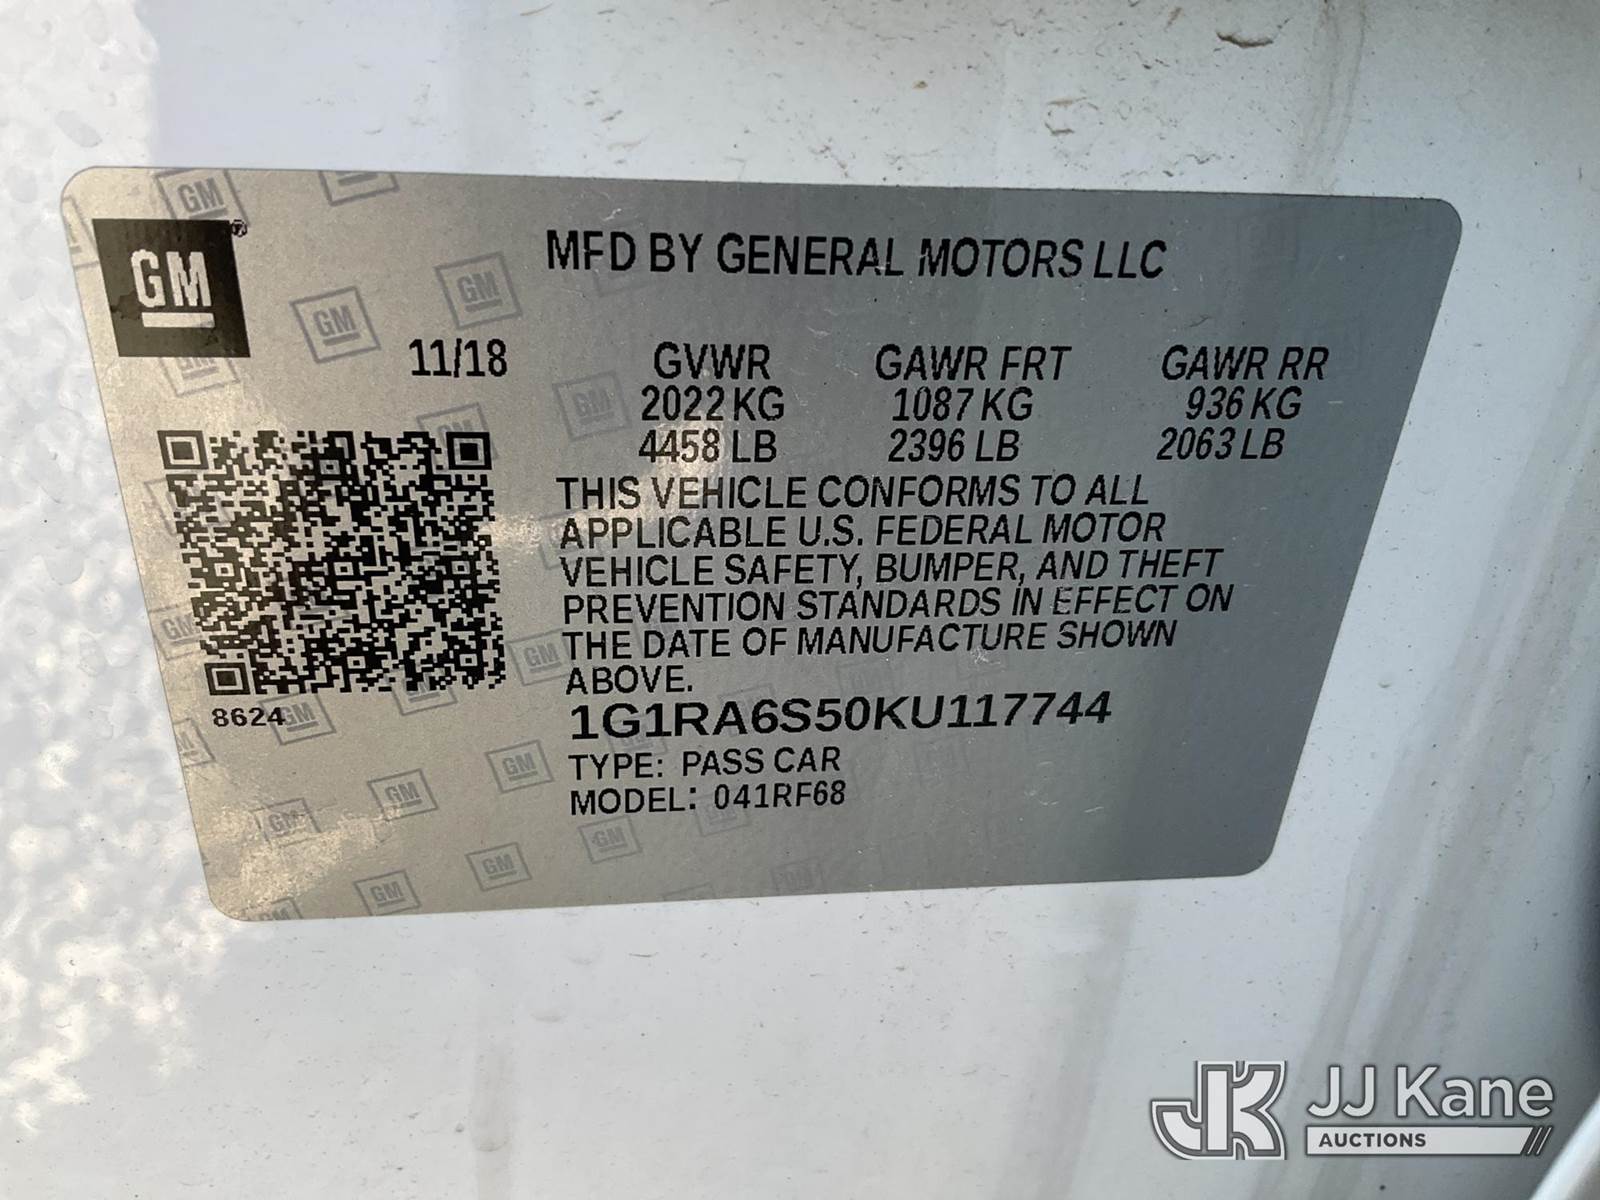 GM
MFD BY GENERAL MOTORS LLC
11/18 GVWR GAWR FRT GAWR RR
2022 KG 1087 KG 936 KG
4458 LB 2396 LB 2063 LB
THIS VEHICLE CONFORMS TO ALL
APPLICABLE U.S. FEDERAL MOTOR
VEHICLE SAFETY, BUMPER, AND THEFT
PREVENTION STANDARDS IN EFFECT ON
THE DATE OF MANUFACTURE SHOWN
ABOVE.
8624
1G1RA6S50KU117744
TYPE: PASS CAR
MODEL: 041RF68
JK JJ Kane
AUCTIONS